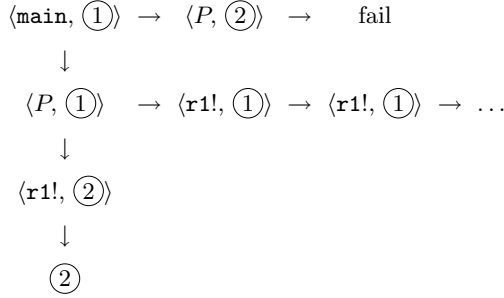 ⟨main, ①⟩ → ⟨P, ②⟩ → fail
↓
⟨P, ①⟩ → ⟨r1!, ①⟩ → ⟨r1!, ①⟩ → …
↓
⟨r1!, ②⟩
↓
②